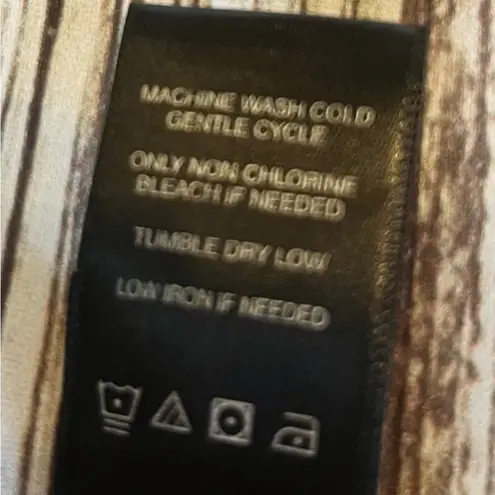 MACHINE WASH COLD
GENTLE CYCLE
ONLY NON CHLORINE
BLEACH IF NEEDED
TUMBLE DRY LOW
LOW IRON IF NEEDED